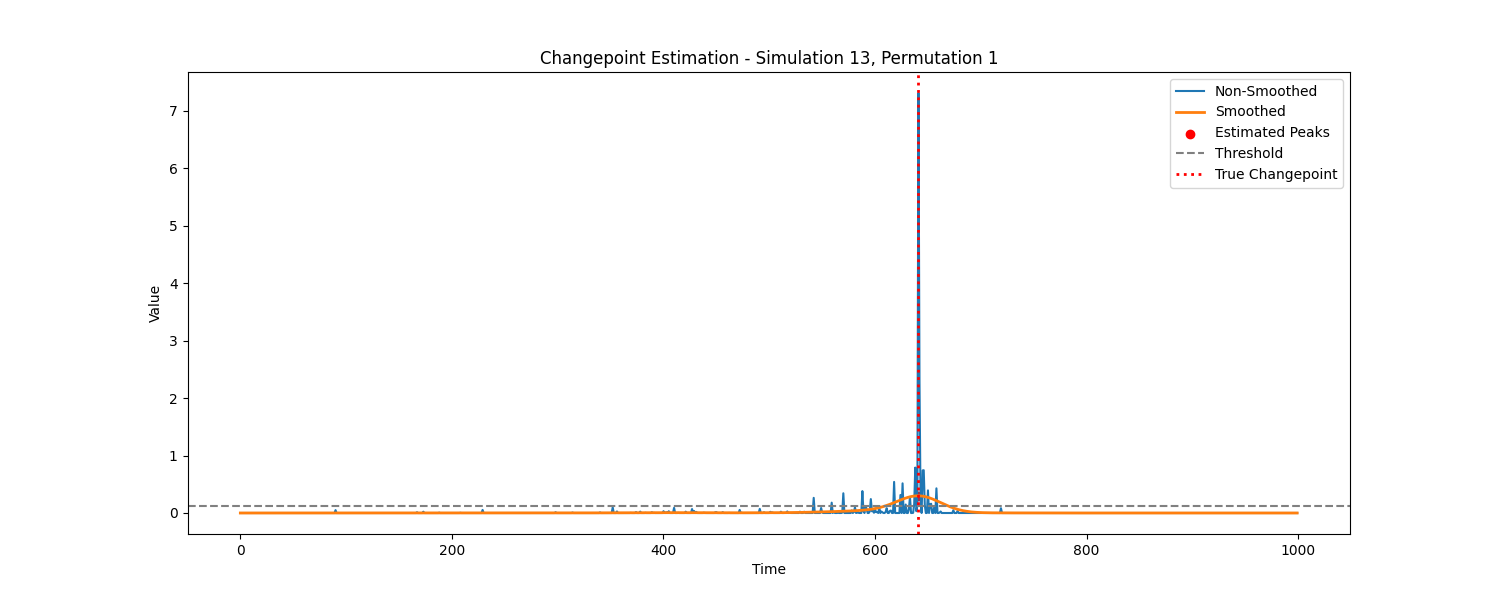 Changepoint Estimation - Simulation 13, Permutation 1
Non-Smoothed
Smoothed
Estimated Peaks
Threshold
True Changepoint
7
6
5
4
3
2
1
0
Value
0 200 400 600 800 1000
Time